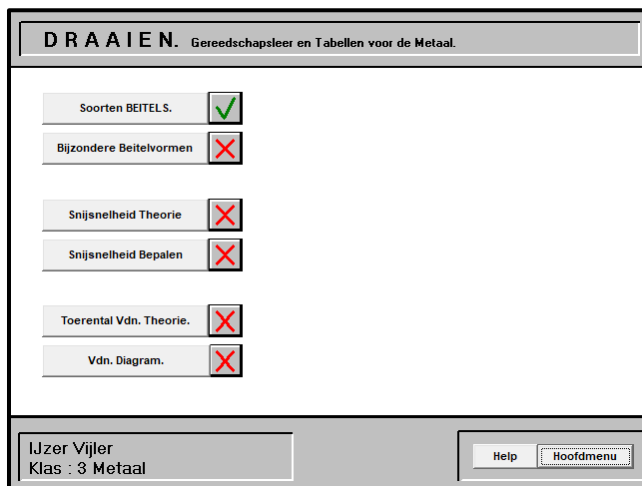 DRAAIEN. Gereedschapsleer en Tabellen voor de Metaal.
Soorten BEITELS.
Bijzondere Beitelvormen
Snijsnelheid Theorie
Snijsnelheid Bepalen
Toerental Vdn. Theorie.
Vdn. Diagram.
IJzer Vijler
Klas : 3 Metaal
Help Hoofdmenu